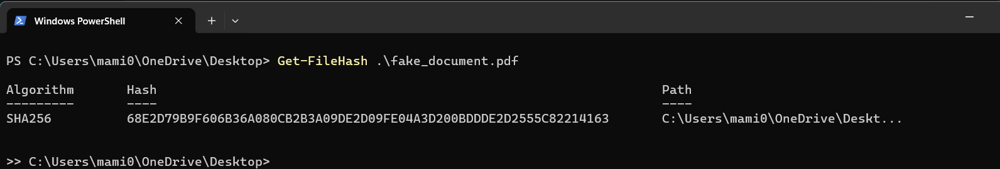 Windows PowerShell
PS C:\Users\mami0\OneDrive\Desktop> Get-FileHash .\fake_document.pdf
Algorithm Hash Path
--------- ---- ----
SHA256 68E2D79B9F606B36A080CB2B3A09DE2D09FE04A3D200BDDDE2D2555C82214163 C:\Users\mami0\OneDrive\Deskt...
>> C:\Users\mami0\OneDrive\Desktop>